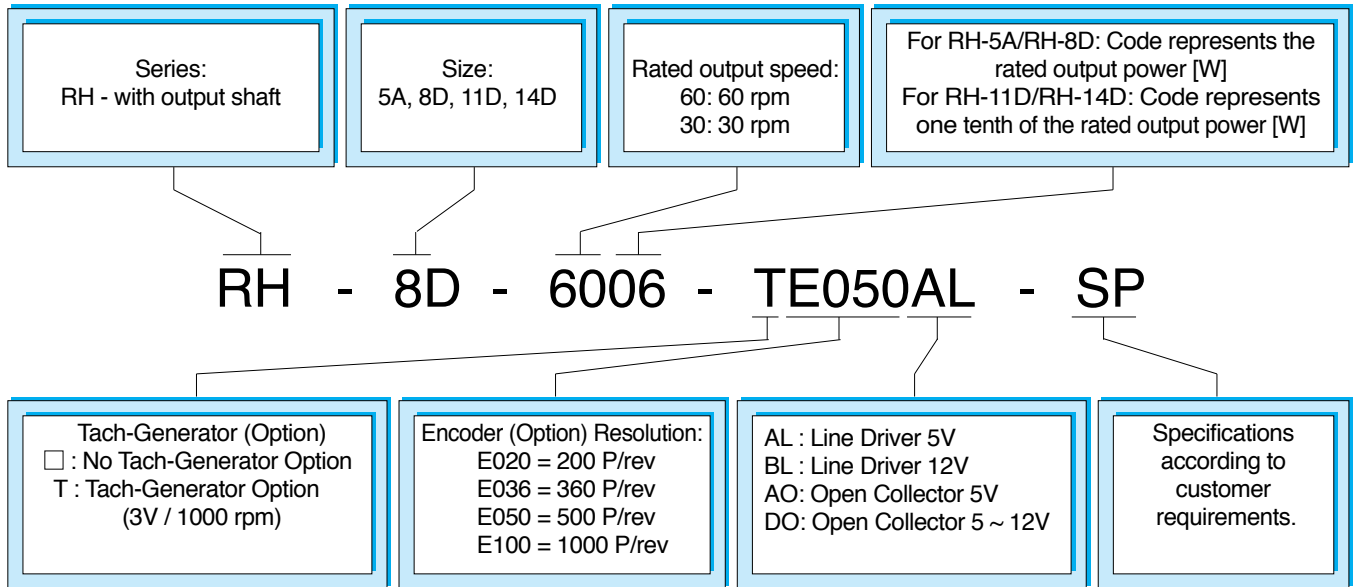 Series:
RH - with output shaft
Size:
5A, 8D, 11D, 14D
Rated output speed:
60: 60 rpm
30: 30 rpm
For RH-5A/RH-8D: Code represents the
rated output power [W]
For RH-11D/RH-14D: Code represents
one tenth of the rated output power [W]
RH - 8D - 6006 - TE050AL - SP
Tach-Generator (Option)
□ : No Tach-Generator Option
T : Tach-Generator Option
(3V / 1000 rpm)
Encoder (Option) Resolution:
E020 = 200 P/rev
E036 = 360 P/rev
E050 = 500 P/rev
E100 = 1000 P/rev
AL : Line Driver 5V
BL : Line Driver 12V
AO: Open Collector 5V
DO: Open Collector 5 ~ 12V
Specifications
according to
customer
requirements.